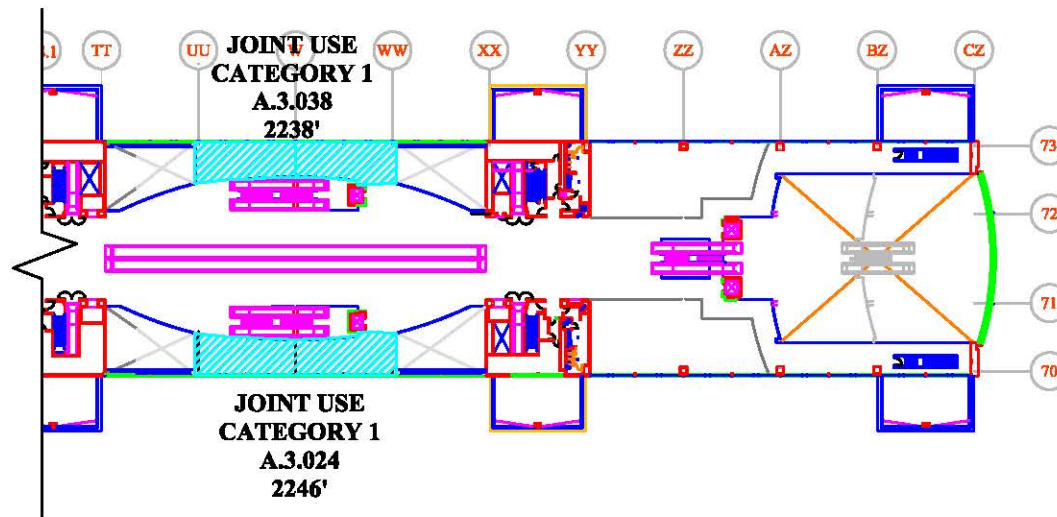 .1 TT UU W WW XX YY ZZ AZ BZ CZ
JOINT USE
CATEGORY 1
A.3.038
2238'
73
72
71
70
JOINT USE
CATEGORY 1
A.3.024
2246'